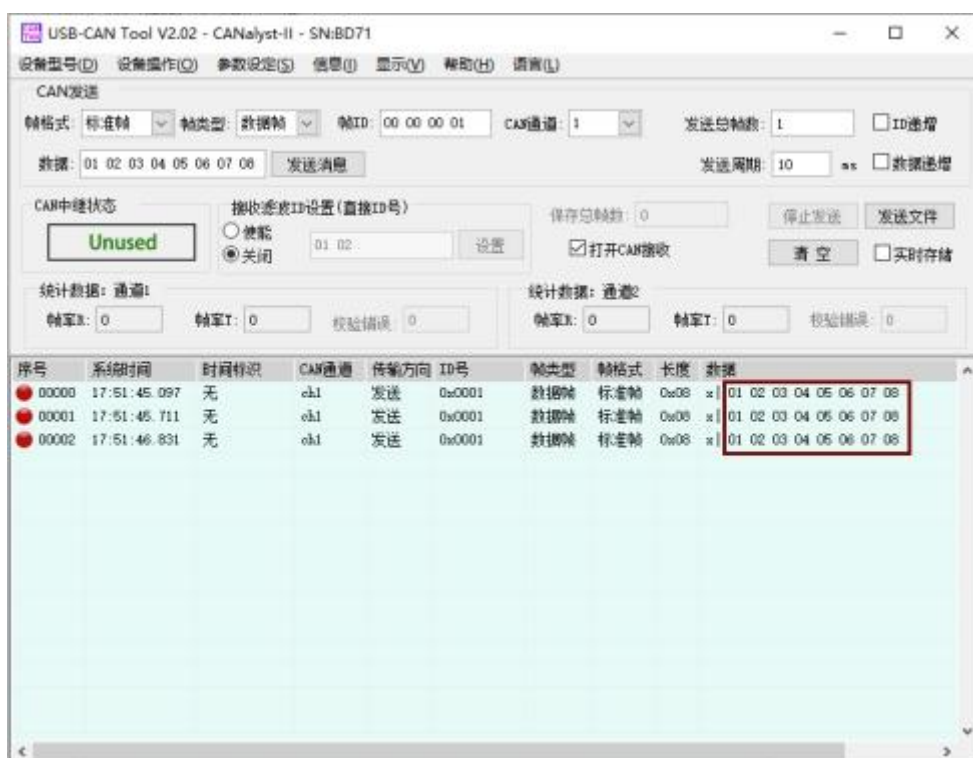 USB-CAN Tool V2.02 - CANalyst-II - SN:BD71
设备型号(D) 设备操作(O) 参数设定(S) 信息(I) 显示(V) 帮助(H) 语言(L)
CAN发送
帧格式: 标准帧 帧类型: 数据帧 帧ID: 00 00 00 01 CAN通道: 1 发送总帧数: 1 ID递增
数据: 01 02 03 04 05 06 07 08 发送消息 发送周期: 10 ms 数据递增
CAN中继状态 接收滤波ID设置(直接ID号)
Unused 使能 关闭 01 02 设置 保存总帧数: 0 打开CAN接收 停止发送 发送文件 清空 实时存储
统计数据: 通道1 统计数据: 通道2
帧率R: 0 帧率T: 0 校验错误: 0 帧率R: 0 帧率T: 0 校验错误: 0
序号 系统时间 时间标识 CAN通道 传输方向 ID号 帧类型 帧格式 长度 数据
00000 17:51:45.097 无 ch1 发送 0x0001 数据帧 标准帧 0x08 x| 01 02 03 04 05 06 07 08
00001 17:51:45.711 无 ch1 发送 0x0001 数据帧 标准帧 0x08 x| 01 02 03 04 05 06 07 08
00002 17:51:46.831 无 ch1 发送 0x0001 数据帧 标准帧 0x08 x| 01 02 03 04 05 06 07 08